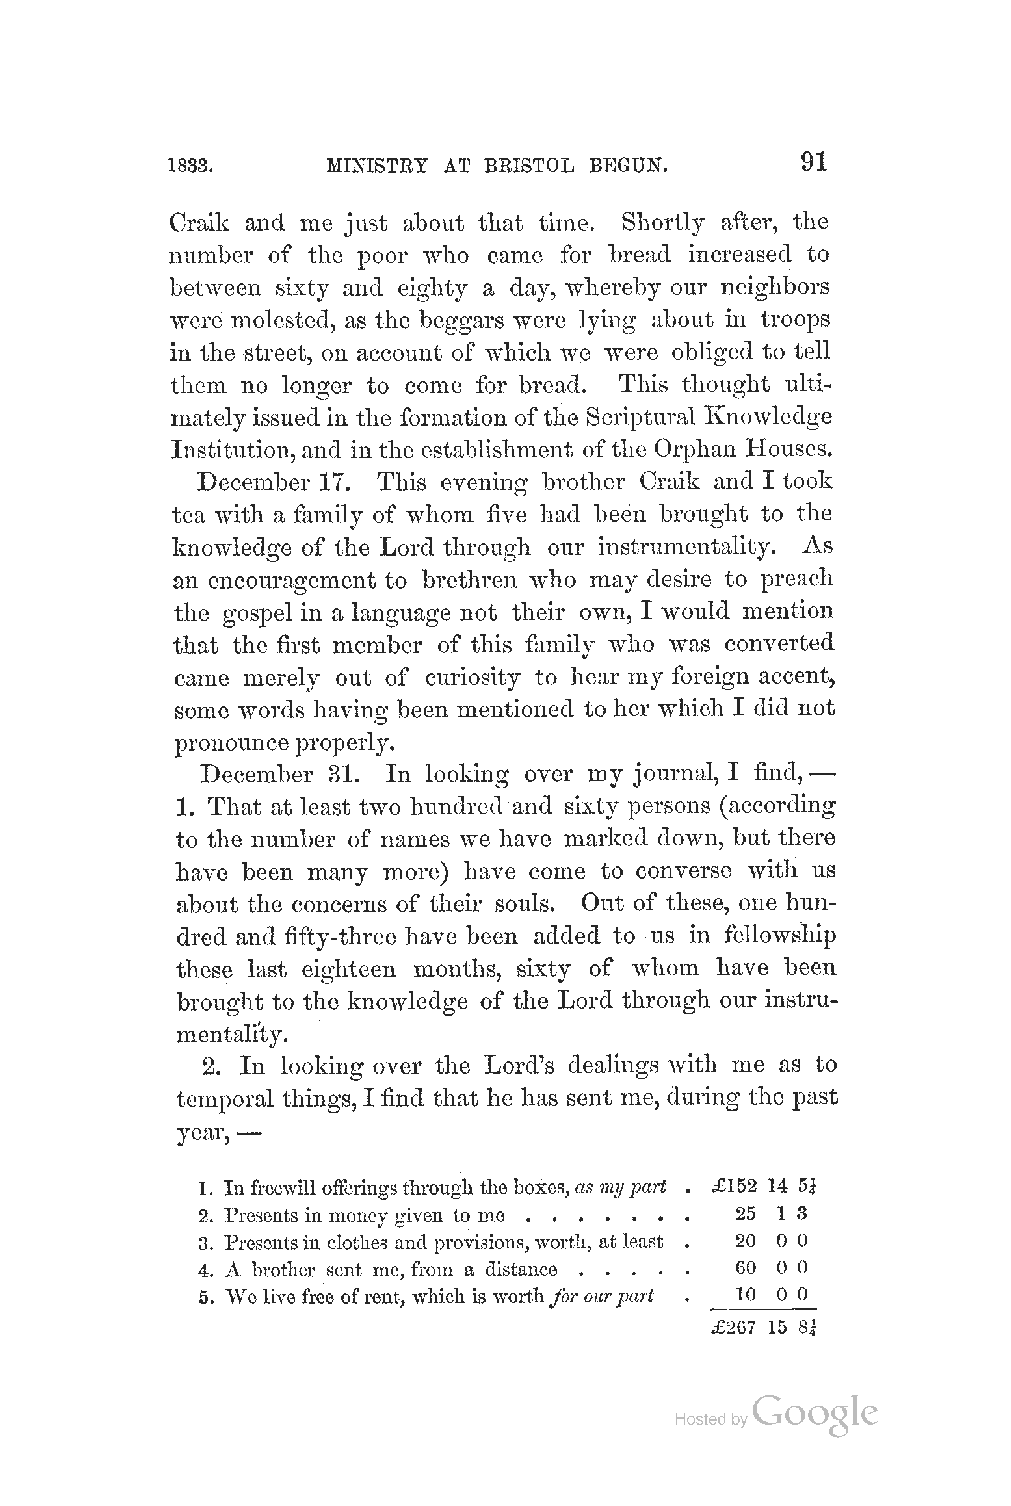 1833. MINISTRY AT BRISTOL BEGUN. 91
Craik and me just about that time. Shortly after, the
number of the poor who came for bread increased to
between sixty and eighty a day, whereby our neighbors
were molested, as the beggars were lying about in troops
in the street, on account of which we were obliged to tell
them no longer to come for bread. This thought ulti-
mately issued in the formation of the Scriptural Knowledge
Institution, and in the establishment of the Orphan Houses.
December 17. This evening brother Craik and I took
tea with a family of whom five had been brought to the
knowledge of the Lord through our instrumentality. As
an encouragement to brethren who may desire to preach
the gospel in a language not their own, I would mention
that the first member of this family who was converted
came merely out of curiosity to hear my foreign accent,
some words having been mentioned to her which I did not
pronounce properly.
December 31. In looking over my journal, I find, —
1. That at least two hundred and sixty persons (according
to the number of names we have marked down, but there
have been many more) have come to converse with us
about the concerns of their souls. Out of these, one hun-
dred and fifty-three have been added to us in fellowship
these last eighteen months, sixty of whom have been
brought to the knowledge of the Lord through our instru-
mentality.
2. In looking over the Lord's dealings with me as to
temporal things, I find that he has sent me, during the past
year, —
1. In freewill offerings through the boxes, as my part . £152 14 5¼
2. Presents in money given to me . . . . . . . 25 1 3
3. Presents in clothes and provisions, worth, at least . 20 0 0
4. A brother sent me, from a distance . . . . . 60 0 0
5. We live free of rent, which is worth for our part . 10 0 0
£267 15 8¼
Hosted by Google